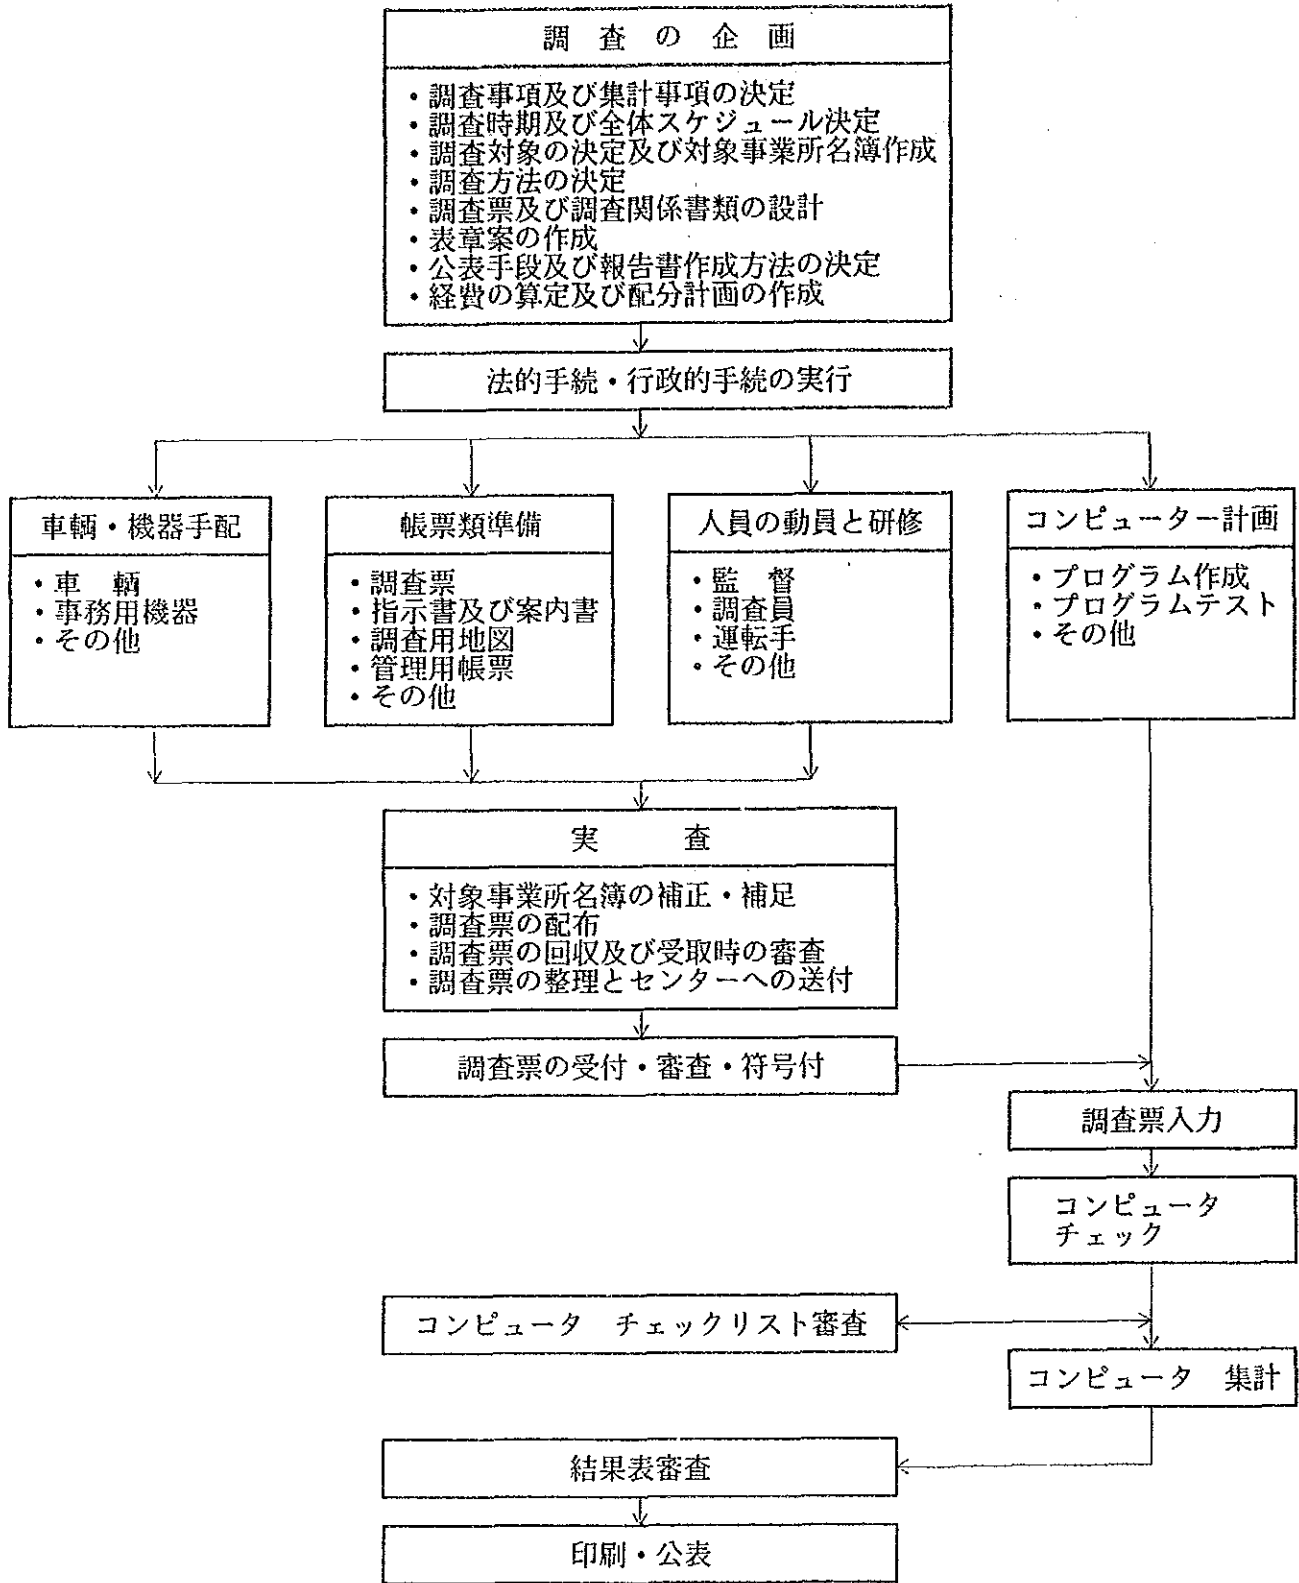 調　査　の　企　画
・調査事項及び集計事項の決定
・調査時期及び全体スケジュール決定
・調査対象の決定及び対象事業所名簿作成
・調査方法の決定
・調査票及び調査関係書類の設計
・表章案の作成
・公表手段及び報告書作成方法の決定
・経費の算定及び配分計画の作成
法的手続・行政的手続の実行
車輌・機器手配
・車　輌
・事務用機器
・その他
帳票類準備
・調査票
・指示書及び案内書
・調査用地図
・管理用帳票
・その他
人員の動員と研修
・監　督
・調査員
・運転手
・その他
コンピューター計画
・プログラム作成
・プログラムテスト
・その他
実　　　査
・対象事業所名簿の補正・補足
・調査票の配布
・調査票の回収及び受取時の審査
・調査票の整理とセンターへの送付
調査票の受付・審査・符号付
調査票入力
コンピュータ
チェック
コンピュータ　チェックリスト審査
コンピュータ　集計
結果表審査
印刷・公表